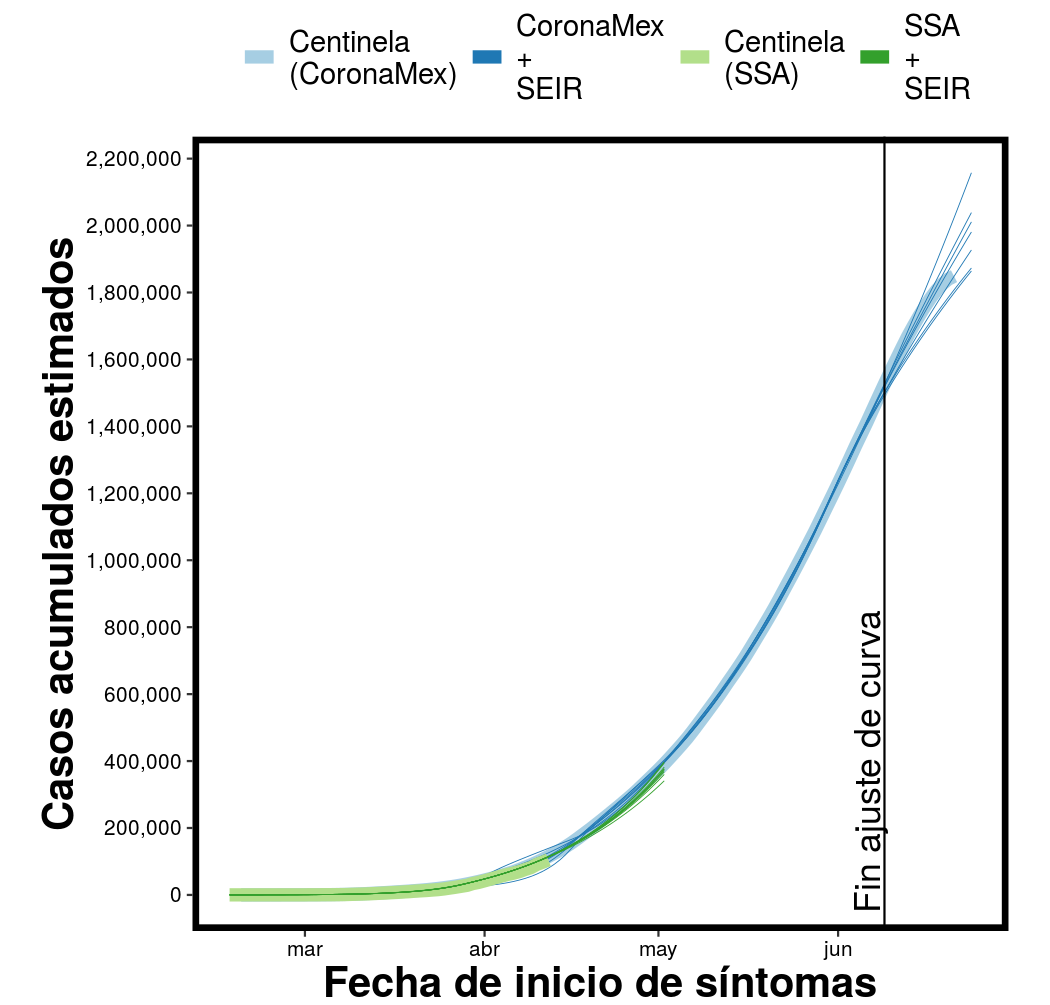 Centinela
(CoronaMex)
CoronaMex
+
SEIR
Centinela
(SSA)
SSA
+
SEIR
2,200,000
2,000,000
1,800,000
1,600,000
1,400,000
1,200,000
1,000,000
800,000
600,000
400,000
200,000
0
Casos acumulados estimados
Fin ajuste de curva
mar
abr
may
jun
Fecha de inicio de síntomas